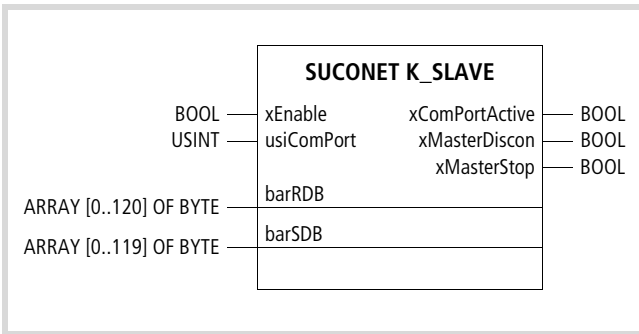 SUCONET K_SLAVE
BOOL xEnable xComPortActive BOOL
USINT usiComPort xMasterDiscon BOOL
xMasterStop BOOL
barRDB
ARRAY [0..120] OF BYTE
barSDB
ARRAY [0..119] OF BYTE